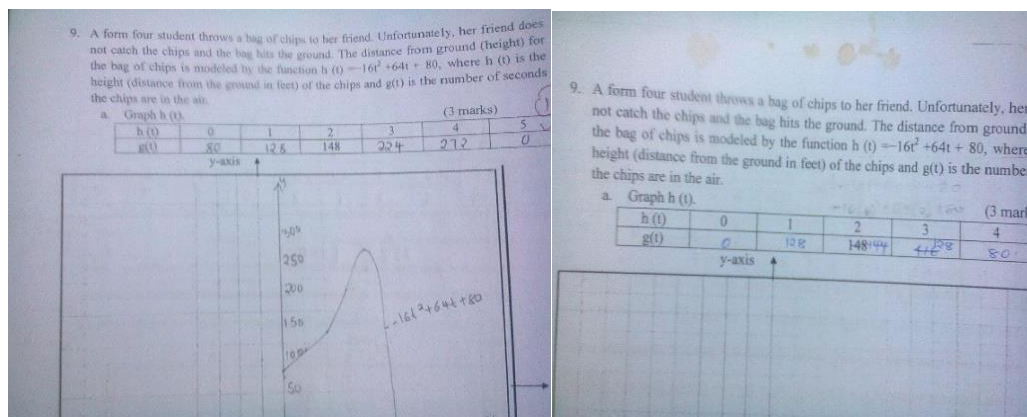 9. A form four student throws a bag of chips to her friend. Unfortunately, her friend does
not catch the chips and the bag hits the ground. The distance from ground (height) for
the bag of chips is modeled by the function h (t) =-16t² +64t + 80, where h (t) is the
height (distance from the ground in feet) of the chips and g(t) is the number of seconds
the chips are in the air.
(3 marks)
a. Graph h (t).
h (t) 0 1 2 3 4 5
g(t) 80 128 148 224 272 0
y-axis
y
300
250
200
150
100
50
-16t²+64t+80
9. A form four student throws a bag of chips to her friend. Unfortunately, her
not catch the chips and the bag hits the ground. The distance from ground
the bag of chips is modeled by the function h (t) =-16t² +64t + 80, where
height (distance from the ground in feet) of the chips and g(t) is the numbe
the chips are in the air.
a. Graph h (t).
(3 mar
h (t) 0 1 2 3 4
g(t) 0 128 148 144 128 80
y-axis